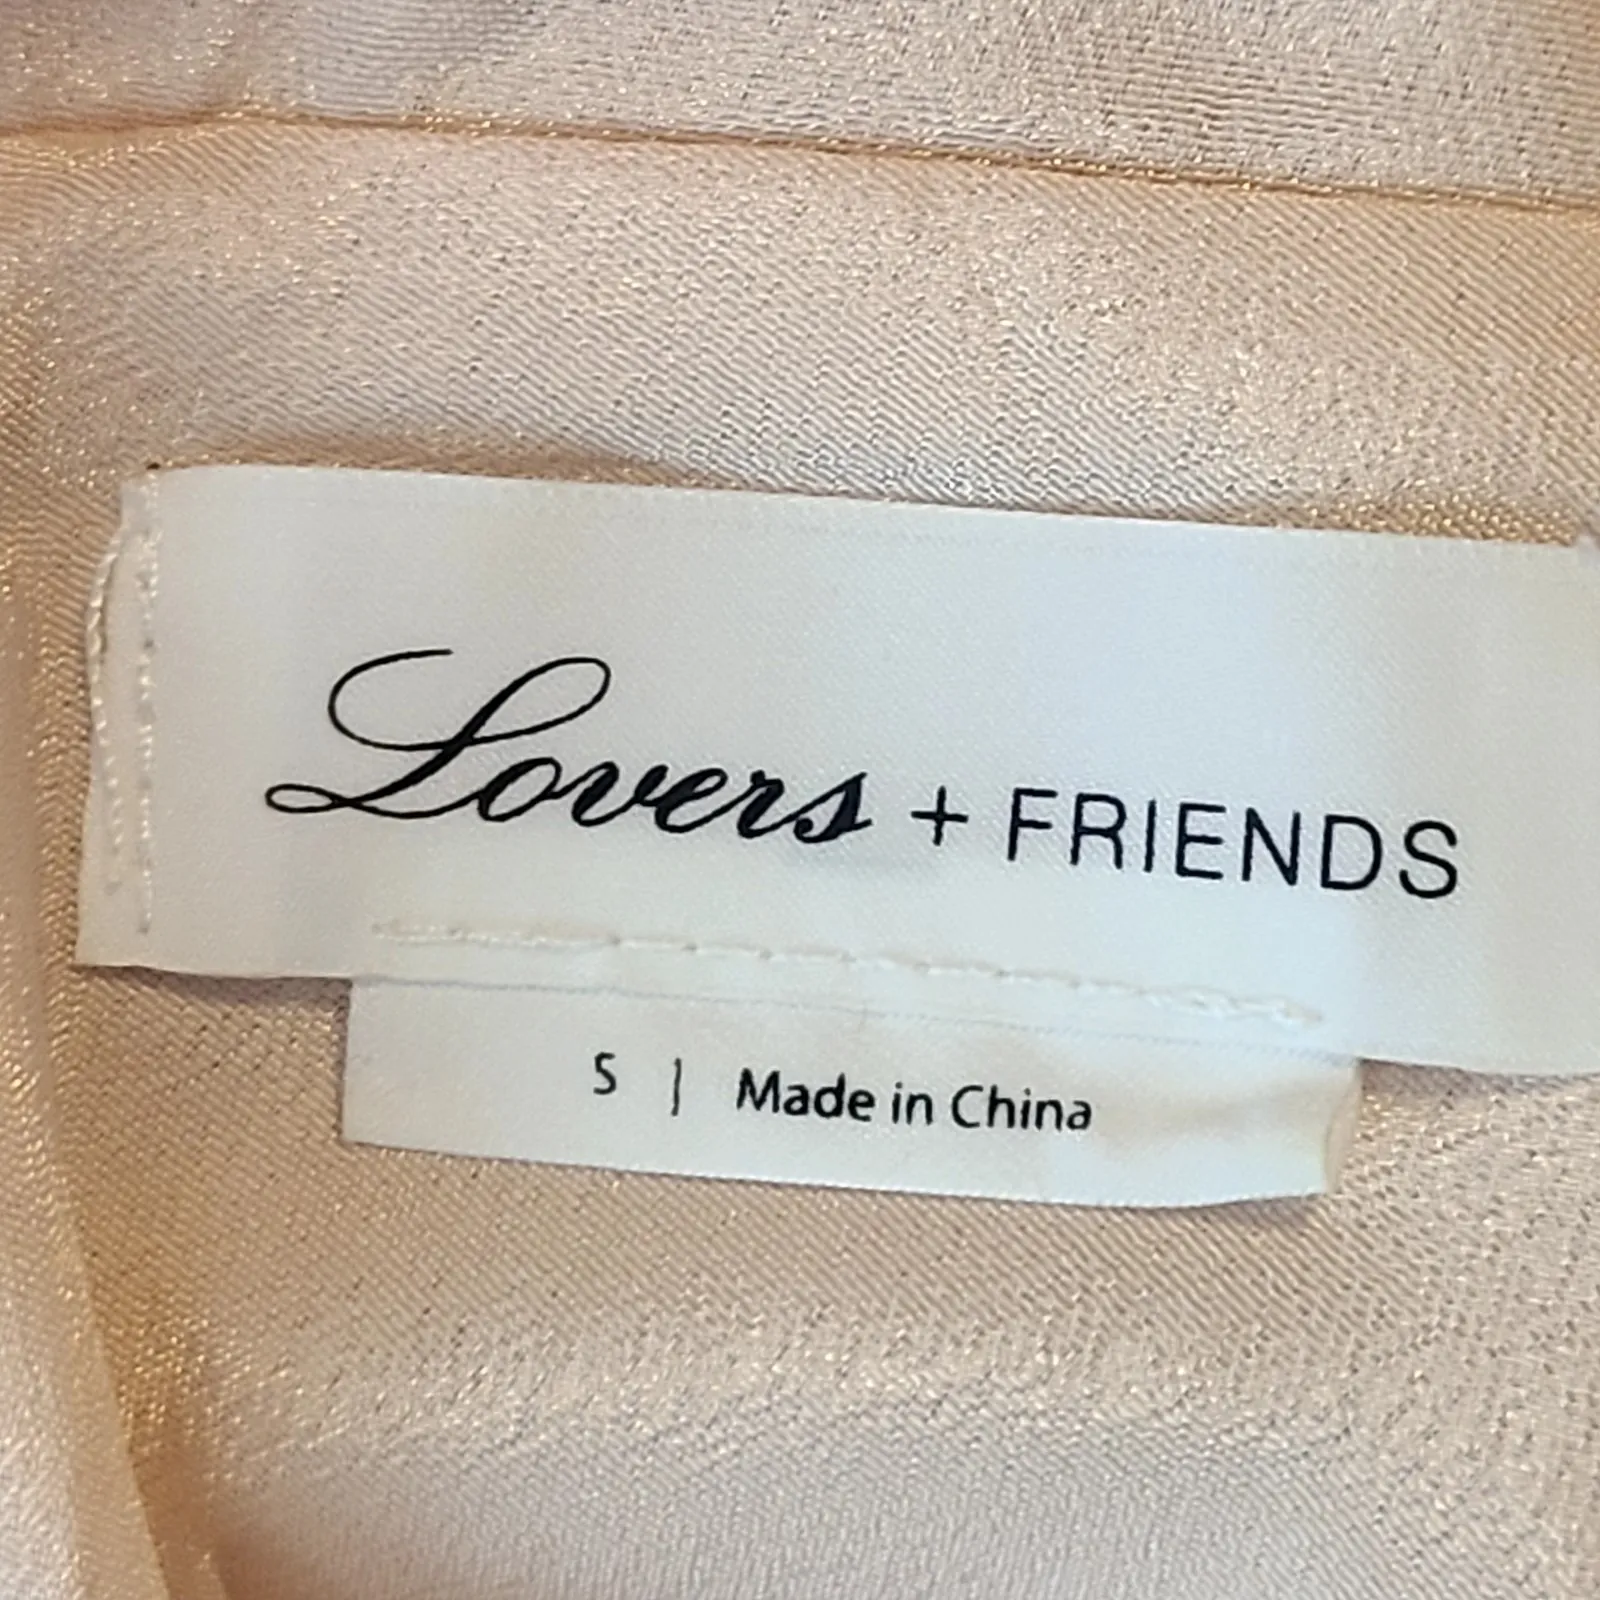 Lovers + FRIENDS
S | Made in China